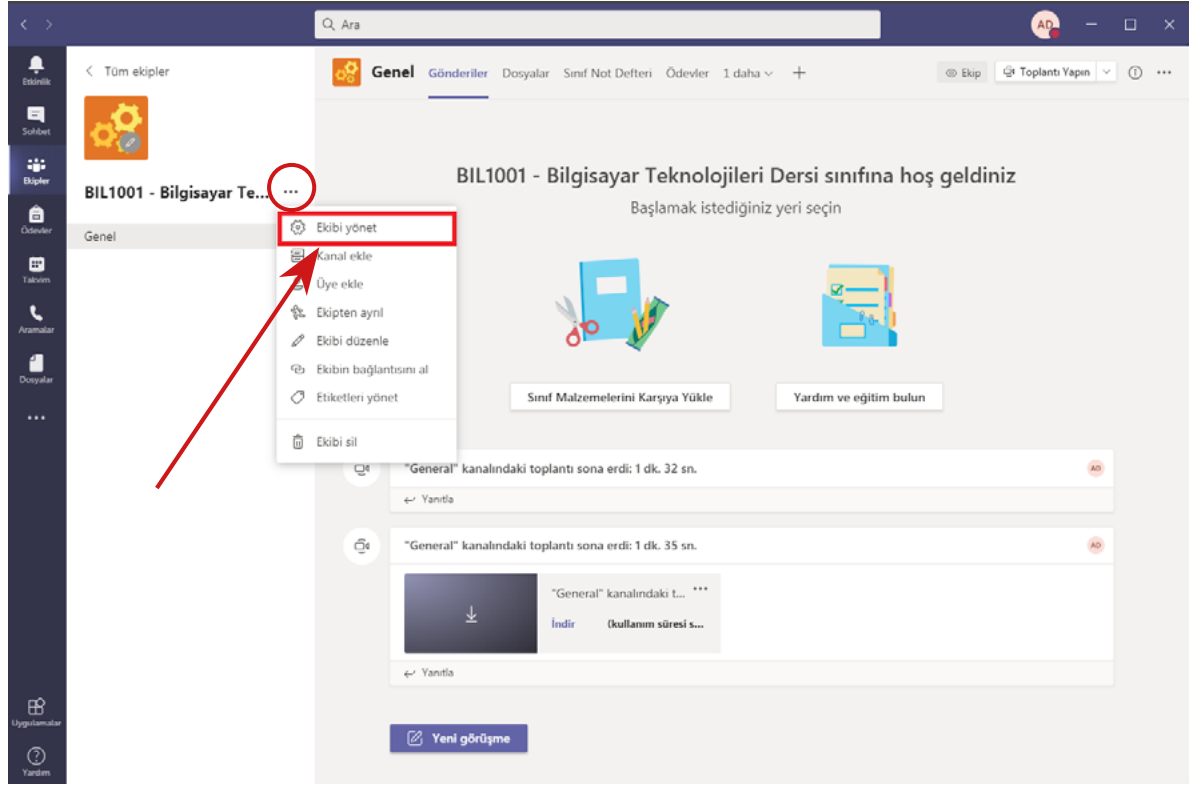 Ara
AD
Etkinlik
Sohbet
Ekipler
Ödevler
Takvim
Aramalar
Dosyalar
Uygulamalar
Yardım
Tüm ekipler
BIL1001 - Bilgisayar Te... ...
Genel
Ekibi yönet
Kanal ekle
Üye ekle
Ekipten ayrıl
Ekibi düzenle
Ekibin bağlantısını al
Etiketleri yönet
Ekibi sil
Genel Gönderiler Dosyalar Sınıf Not Defteri Ödevler 1 daha +
Ekip Toplantı Yapın
BIL1001 - Bilgisayar Teknolojileri Dersi sınıfına hoş geldiniz
Başlamak istediğiniz yeri seçin
Sınıf Malzemelerini Karşıya Yükle
Yardım ve eğitim bulun
"General" kanalındaki toplantı sona erdi: 1 dk. 32 sn.
AD
Yanıtla
"General" kanalındaki toplantı sona erdi: 1 dk. 35 sn.
AD
"General" kanalındaki t... ...
İndir (kullanım süresi s...
Yanıtla
Yeni görüşme